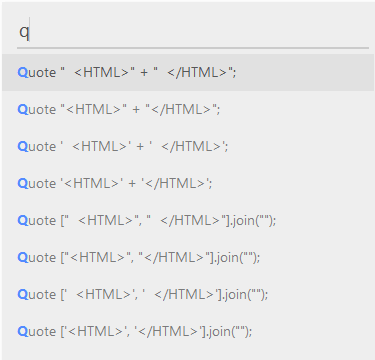 q
Quote "  <HTML>" + "  </HTML>";
Quote "<HTML>" + "</HTML>";
Quote '  <HTML>' + '  </HTML>';
Quote '<HTML>' + '</HTML>';
Quote ["  <HTML>", "  </HTML>"].join("");
Quote ["<HTML>", "</HTML>"].join("");
Quote ['  <HTML>', '  </HTML>'].join("");
Quote ['<HTML>', '</HTML>'].join("");